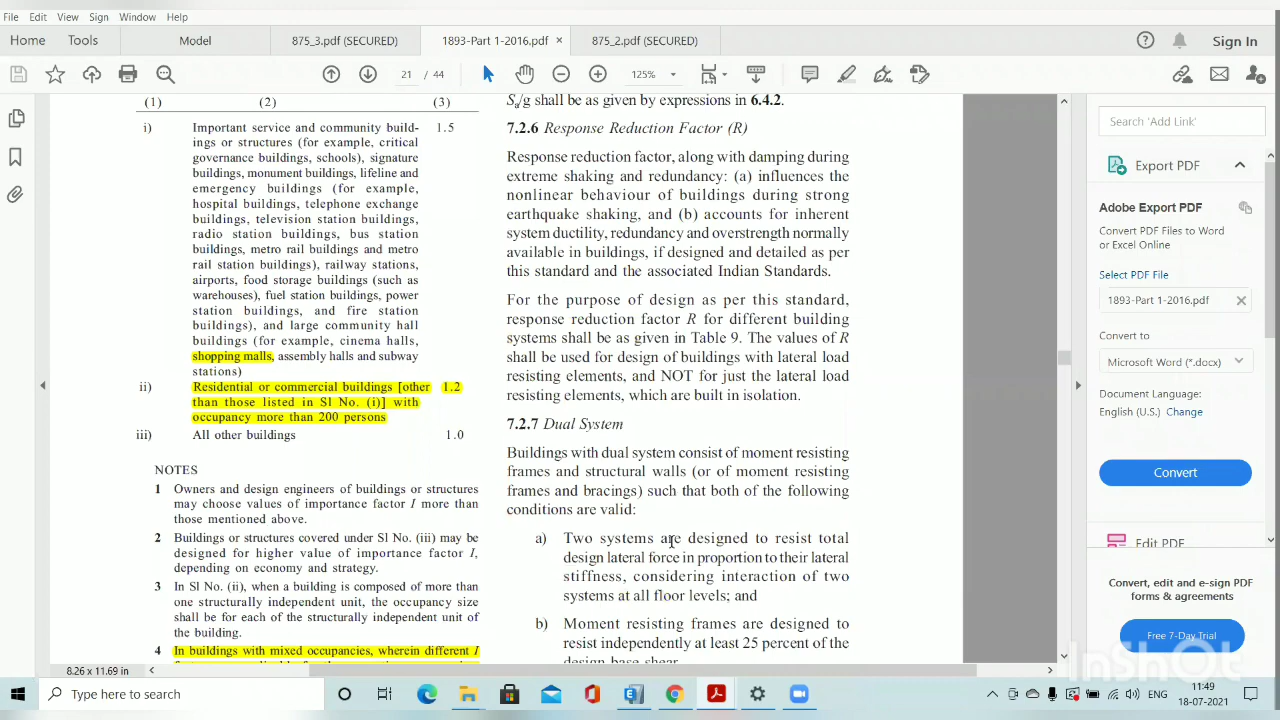 File Edit View Sign Window Help
Home Tools Model 875_3.pdf (SECURED) 1893-Part 1-2016.pdf × 875_2.pdf (SECURED) Sign In
21 / 44 125%
(1) (2) (3)
i) Important service and community build- 1.5
ings or structures (for example, critical
governance buildings, schools), signature
buildings, monument buildings, lifeline and
emergency buildings (for example,
hospital buildings, telephone exchange
buildings, television station buildings,
radio station buildings, bus station
buildings, metro rail buildings and metro
rail station buildings), railway stations,
airports, food storage buildings (such as
warehouses), fuel station buildings, power
station buildings, and fire station
buildings), and large community hall
buildings (for example, cinema halls,
shopping malls, assembly halls and subway
stations)
ii) Residential or commercial buildings [other 1.2
than those listed in Sl No. (i)] with
occupancy more than 200 persons
iii) All other buildings 1.0
NOTES
1 Owners and design engineers of buildings or structures
may choose values of importance factor I more than
those mentioned above.
2 Buildings or structures covered under Sl No. (iii) may be
designed for higher value of importance factor I,
depending on economy and strategy.
3 In Sl No. (ii), when a building is composed of more than
one structurally independent unit, the occupancy size
shall be for each of the structurally independent unit of
the building.
4 In buildings with mixed occupancies, wherein different I
Sa/g shall be as given by expressions in 6.4.2.
7.2.6 Response Reduction Factor (R)
Response reduction factor, along with damping during
extreme shaking and redundancy: (a) influences the
nonlinear behaviour of buildings during strong
earthquake shaking, and (b) accounts for inherent
system ductility, redundancy and overstrength normally
available in buildings, if designed and detailed as per
this standard and the associated Indian Standards.
For the purpose of design as per this standard,
response reduction factor R for different building
systems shall be as given in Table 9. The values of R
shall be used for design of buildings with lateral load
resisting elements, and NOT for just the lateral load
resisting elements, which are built in isolation.
7.2.7 Dual System
Buildings with dual system consist of moment resisting
frames and structural walls (or of moment resisting
frames and bracings) such that both of the following
conditions are valid:
a) Two systems are designed to resist total
design lateral force in proportion to their lateral
stiffness, considering interaction of two
systems at all floor levels; and
b) Moment resisting frames are designed to
resist independently at least 25 percent of the
design base shear
8.26 x 11.69 in
Search 'Add Link'
Export PDF
Adobe Export PDF
Convert PDF Files to Word
or Excel Online
Select PDF File
1893-Part 1-2016.pdf
Convert to
Microsoft Word (*.docx)
Document Language:
English (U.S.) Change
Convert
Edit PDF
Convert, edit and e-sign PDF
forms & agreements
Free 7-Day Trial
InShOt
Type here to search
ENG
11:49
18-07-2021